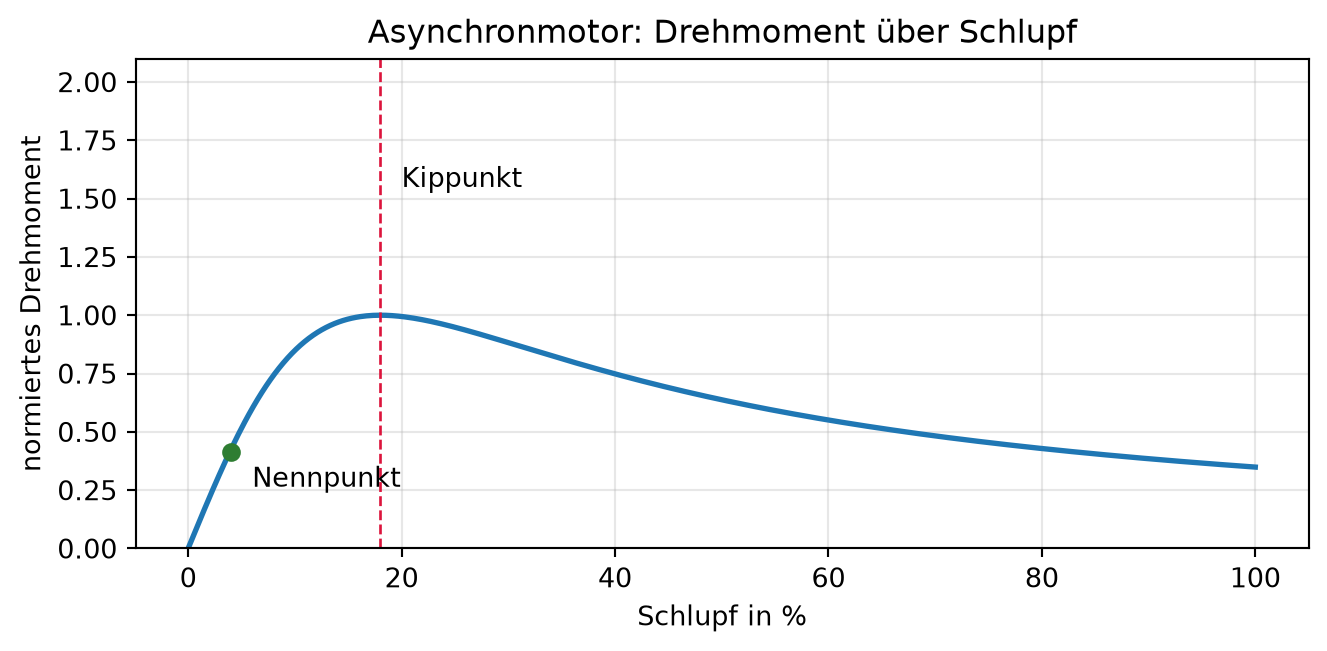 Asynchronmotor: Drehmoment über Schlupf
normiertes Drehmoment
2.00
1.75
1.50
1.25
1.00
0.75
0.50
0.25
0.00
Kippunkt
Nennpunkt
0 20 40 60 80 100
Schlupf in %